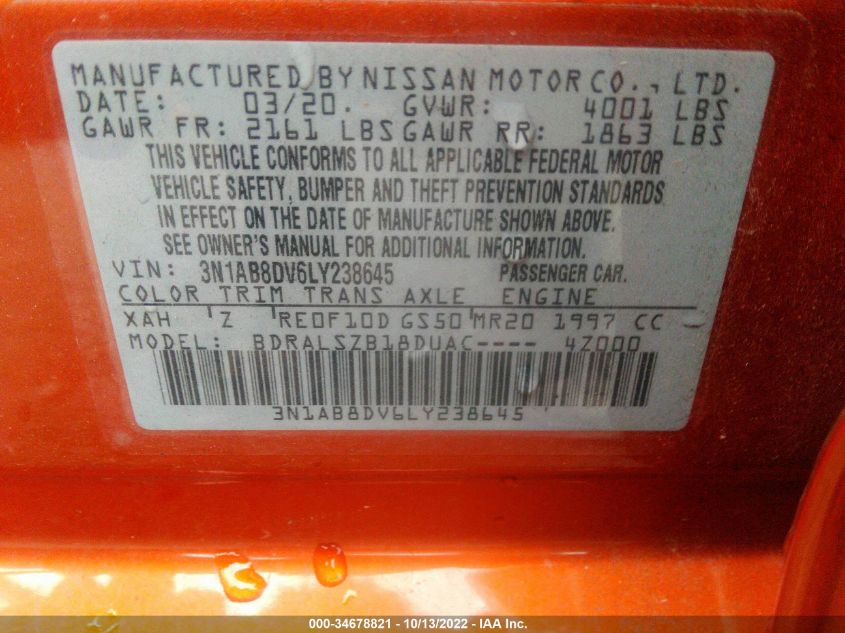 MANUFACTURED BY NISSAN MOTOR CO., LTD.
DATE: 03/20. GVWR: 4001 LBS
GAWR FR: 2161 LBS GAWR RR: 1863 LBS
THIS VEHICLE CONFORMS TO ALL APPLICABLE FEDERAL MOTOR
VEHICLE SAFETY, BUMPER AND THEFT PREVENTION STANDARDS
IN EFFECT ON THE DATE OF MANUFACTURE SHOWN ABOVE.
SEE OWNER'S MANUAL FOR ADDITIONAL INFORMATION.
VIN: 3N1AB8DV6LY238645 PASSENGER CAR.
COLOR TRIM TRANS AXLE ENGINE
XAH Z RE0F10D GS50 MR20 1997 CC
MODEL: BDRALSZB18DUAC---- 4Z000
3N1AB8DV6LY238645
000-34678821 - 10/13/2022 - IAA Inc.